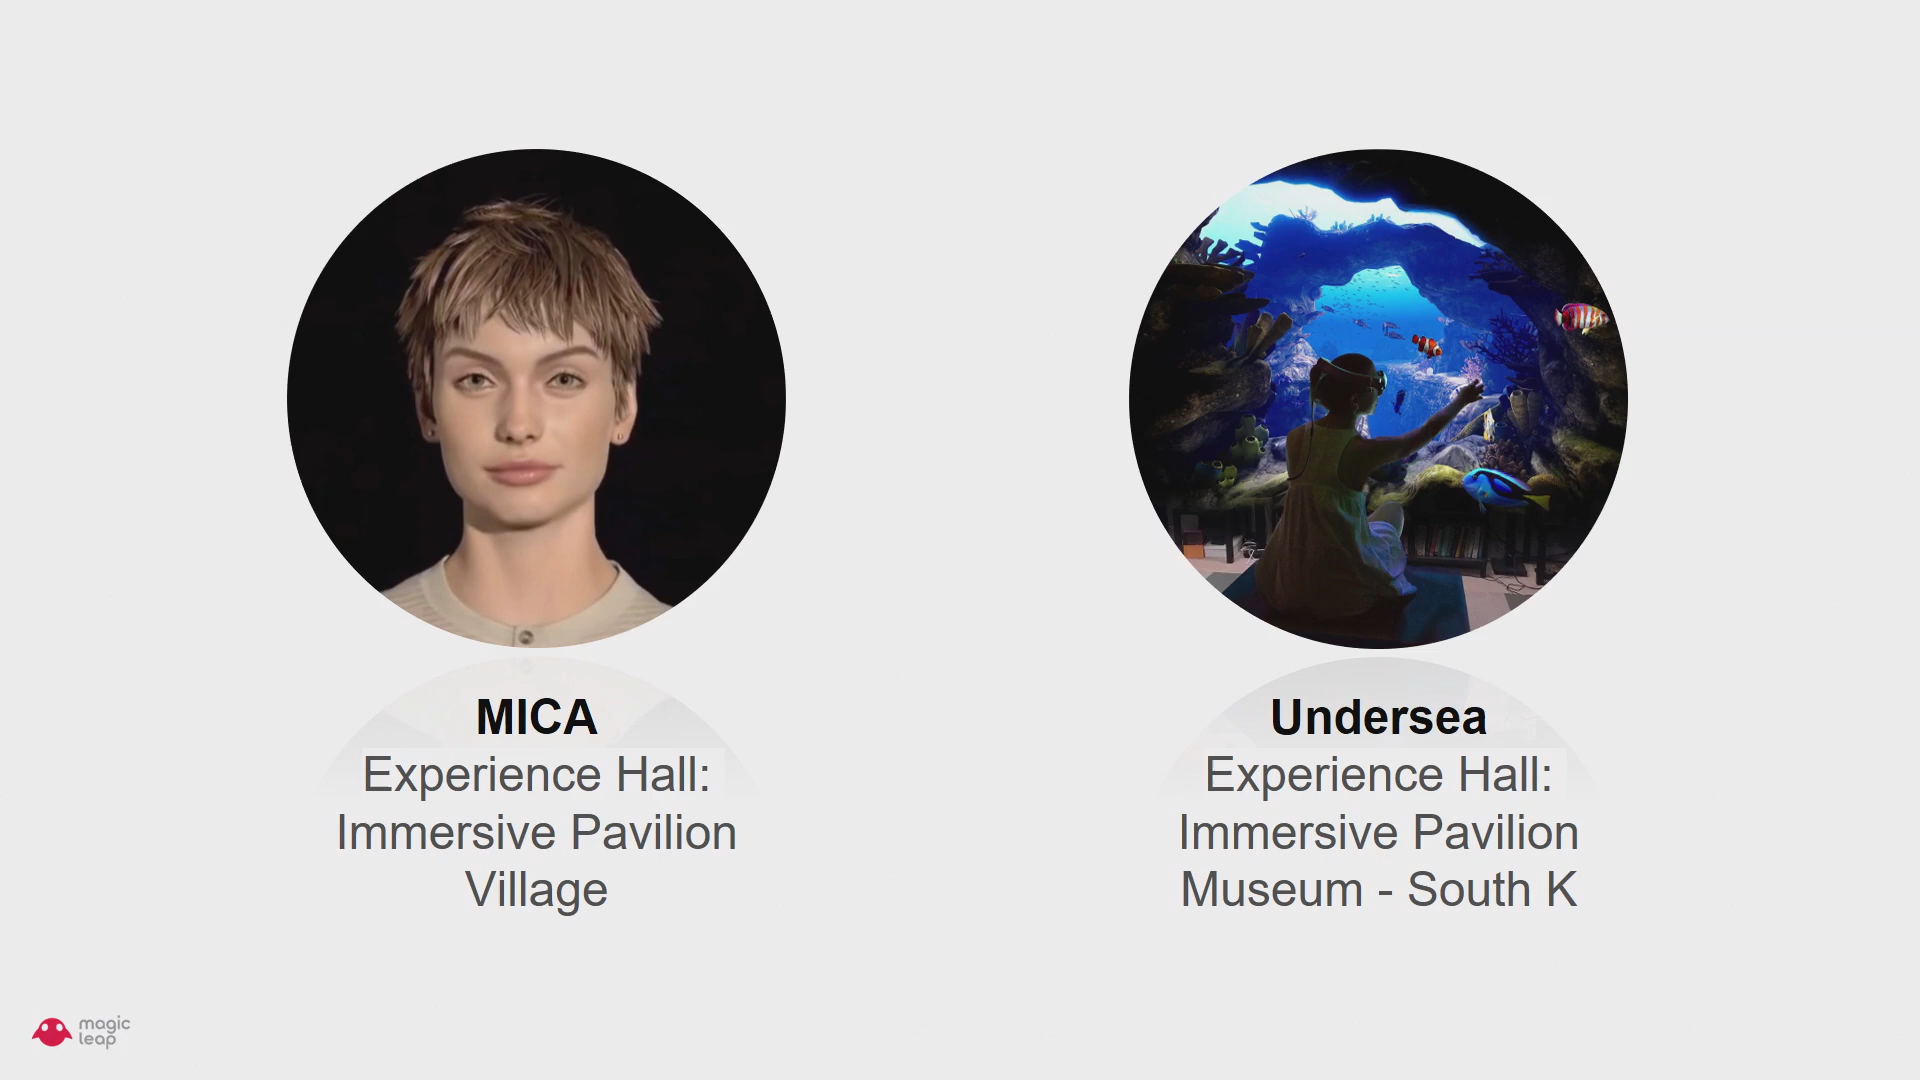 MICA
Experience Hall:
Immersive Pavilion
Village
Undersea
Experience Hall:
Immersive Pavilion
Museum - South K
magic
leap